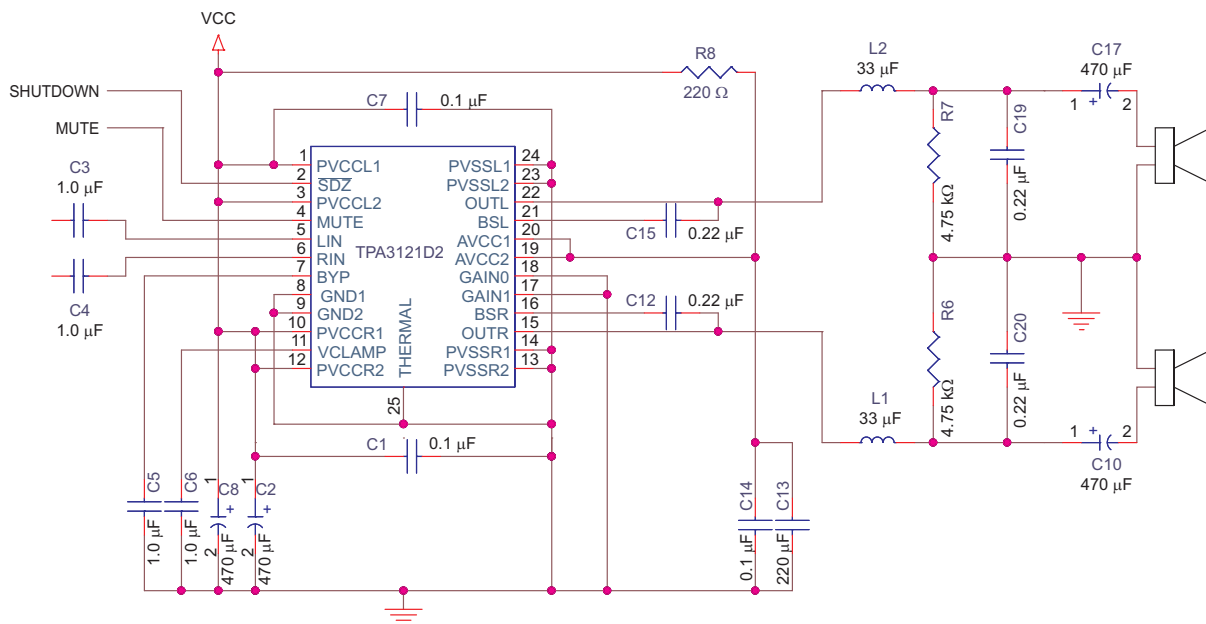 VCC
SHUTDOWN
MUTE
C3
1.0 µF
C4
1.0 µF
C7
0.1 µF
R8
220 Ω
1 PVCCL1
2 SDZ
3 PVCCL2
4 MUTE
5 LIN
6 RIN
7 BYP
8 GND1
9 GND2
10 PVCCR1
11 VCLAMP
12 PVCCR2
TPA3121D2
THERMAL
25
PVSSL1 24
PVSSL2 23
OUTL 22
BSL 21
AVCC1 20
AVCC2 19
GAIN0 18
GAIN1 17
BSR 16
OUTR 15
PVSSR1 14
PVSSR2 13
C15
0.22 µF
C12
0.22 µF
C1
0.1 µF
C5
1.0 µF
C6
1.0 µF
1
C8
+
2
470 µF
1
C2
+
2
470 µF
C14
0.1 µF
C13
220 µF
L2
33 µF
R7
4.75 kΩ
C19
0.22 µF
C17
470 µF
1 + 2
R6
4.75 kΩ
C20
0.22 µF
L1
33 µF
1 + 2
C10
470 µF